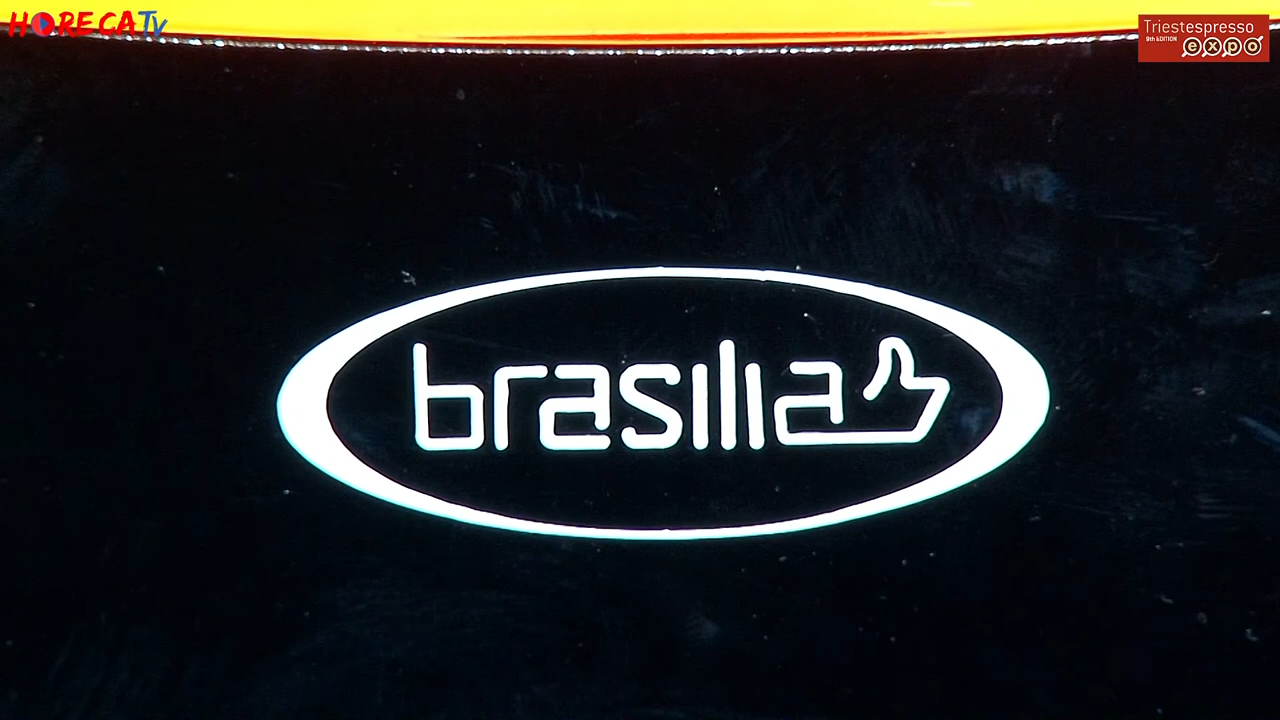 HORECATV
Triestespresso
9th EDITION
expo
brasilia